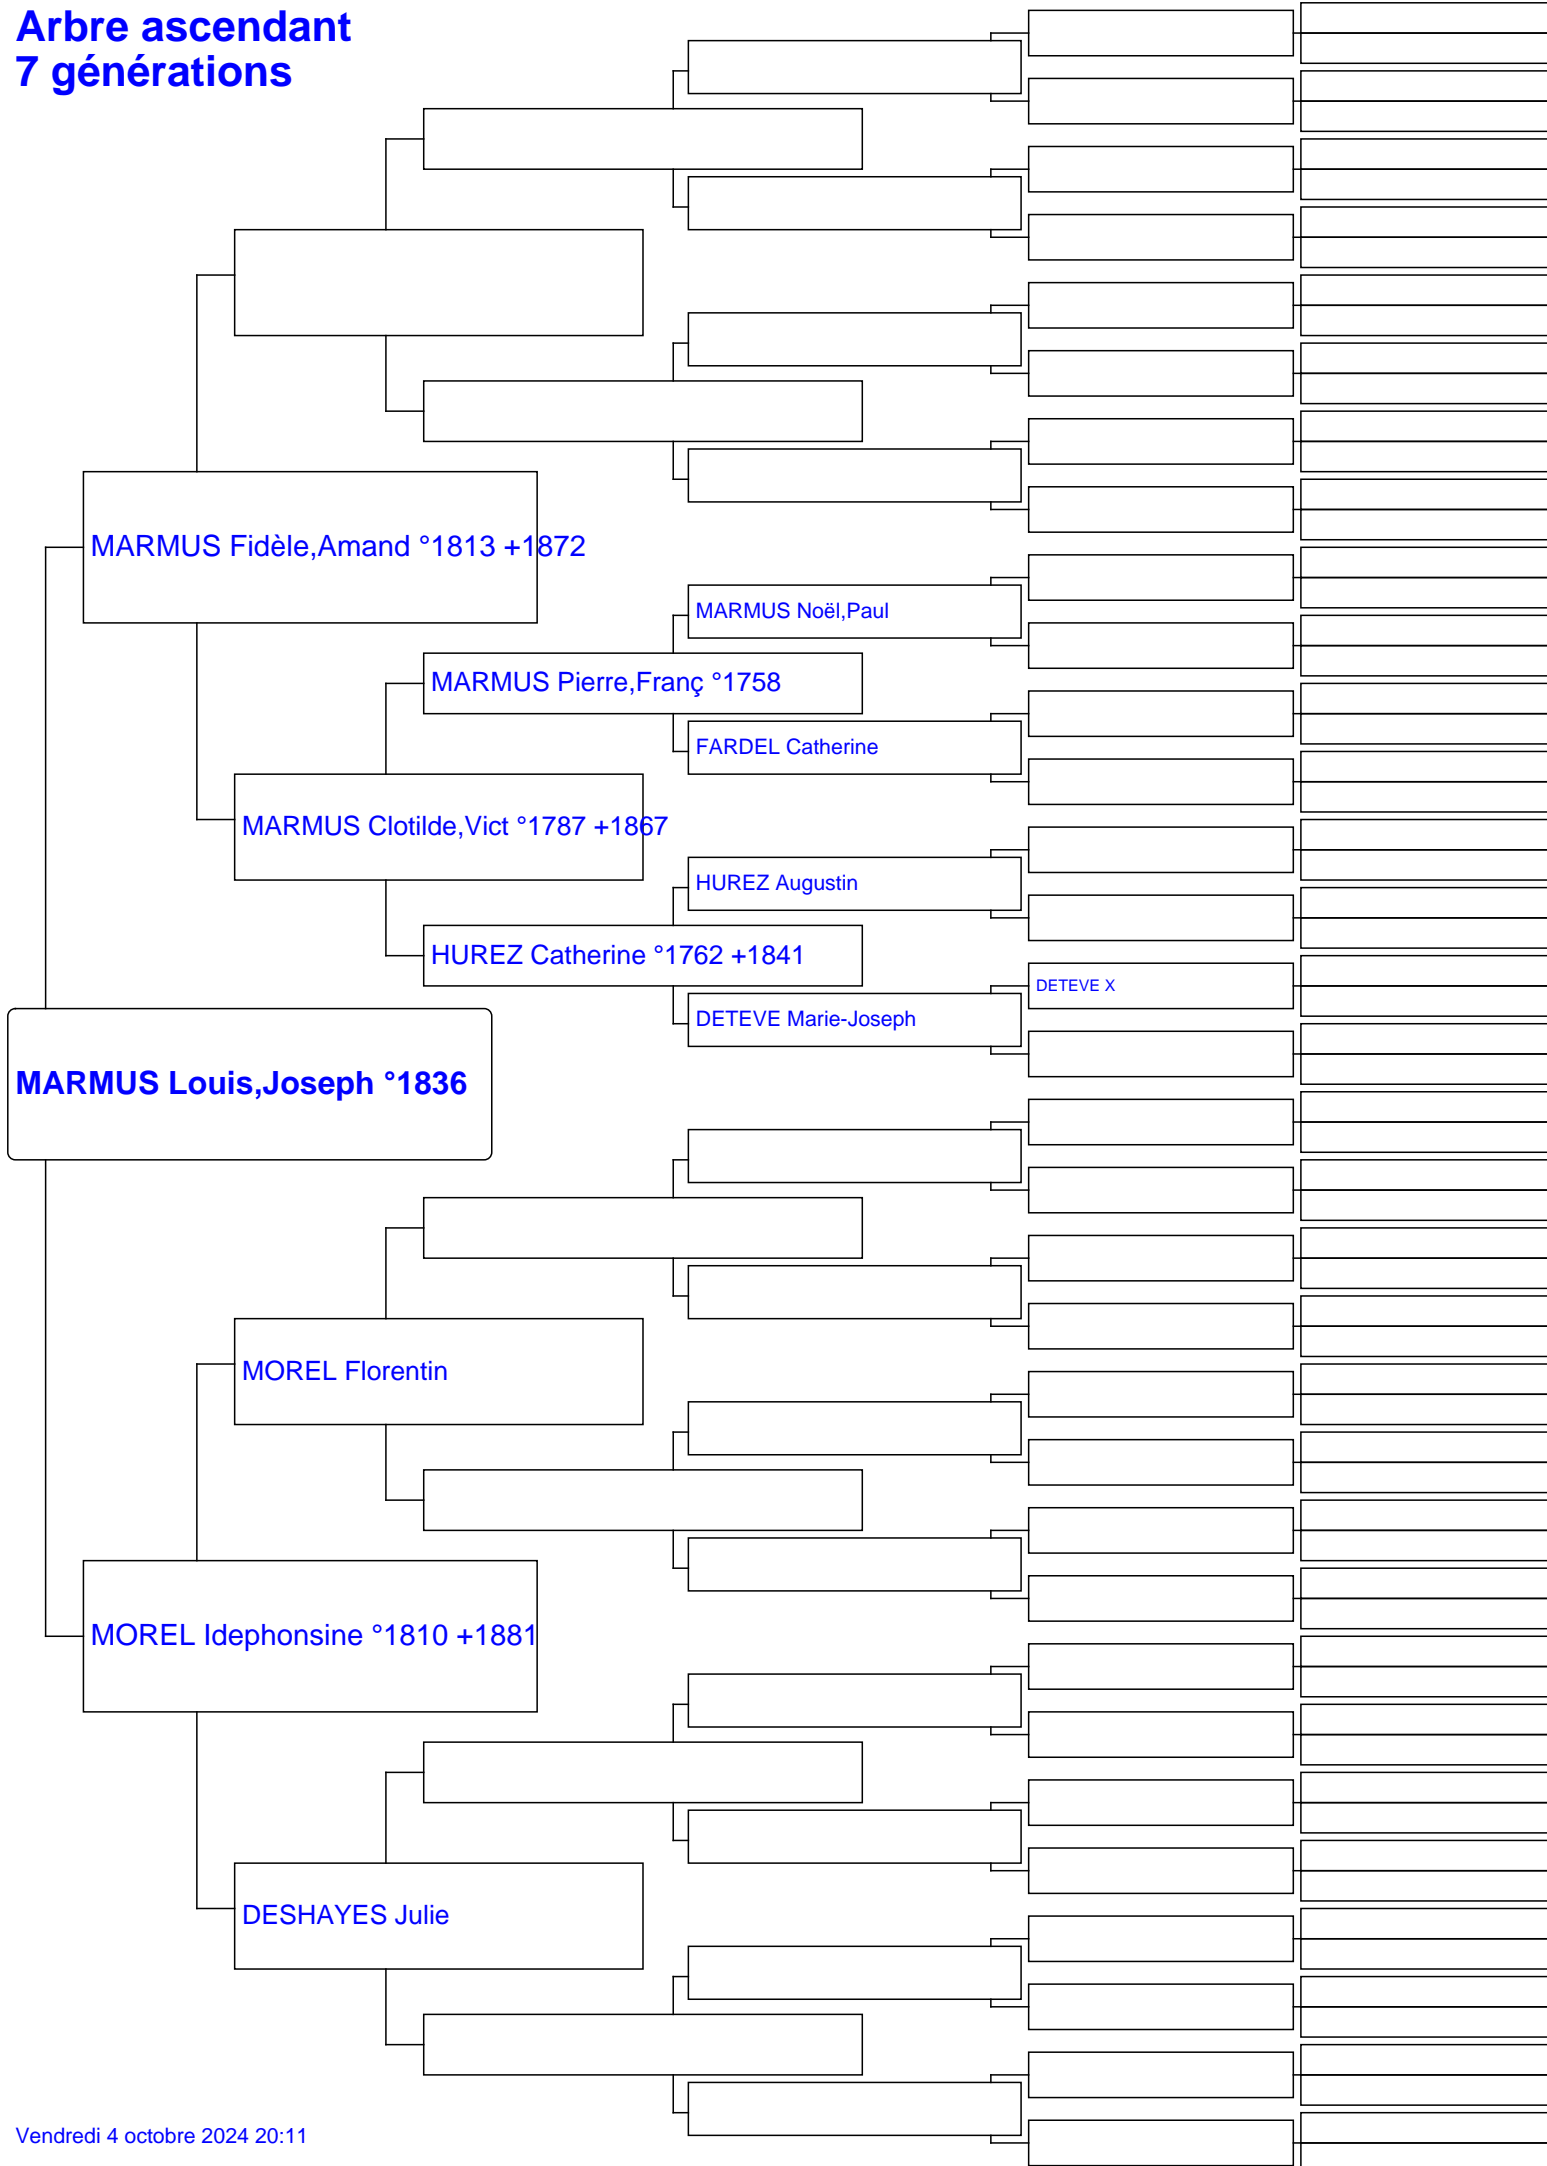 Arbre ascendant
7 générations
MARMUS Fidèle,Amand °1813 +1872
MARMUS Noël,Paul
MARMUS Pierre,Franç °1758
FARDEL Catherine
MARMUS Clotilde,Vict °1787 +1867
HUREZ Augustin
HUREZ Catherine °1762 +1841
DETEVE X
DETEVE Marie-Joseph
MARMUS Louis,Joseph °1836
MOREL Florentin
MOREL Idephonsine °1810 +1881
DESHAYES Julie
Vendredi 4 octobre 2024 20:11